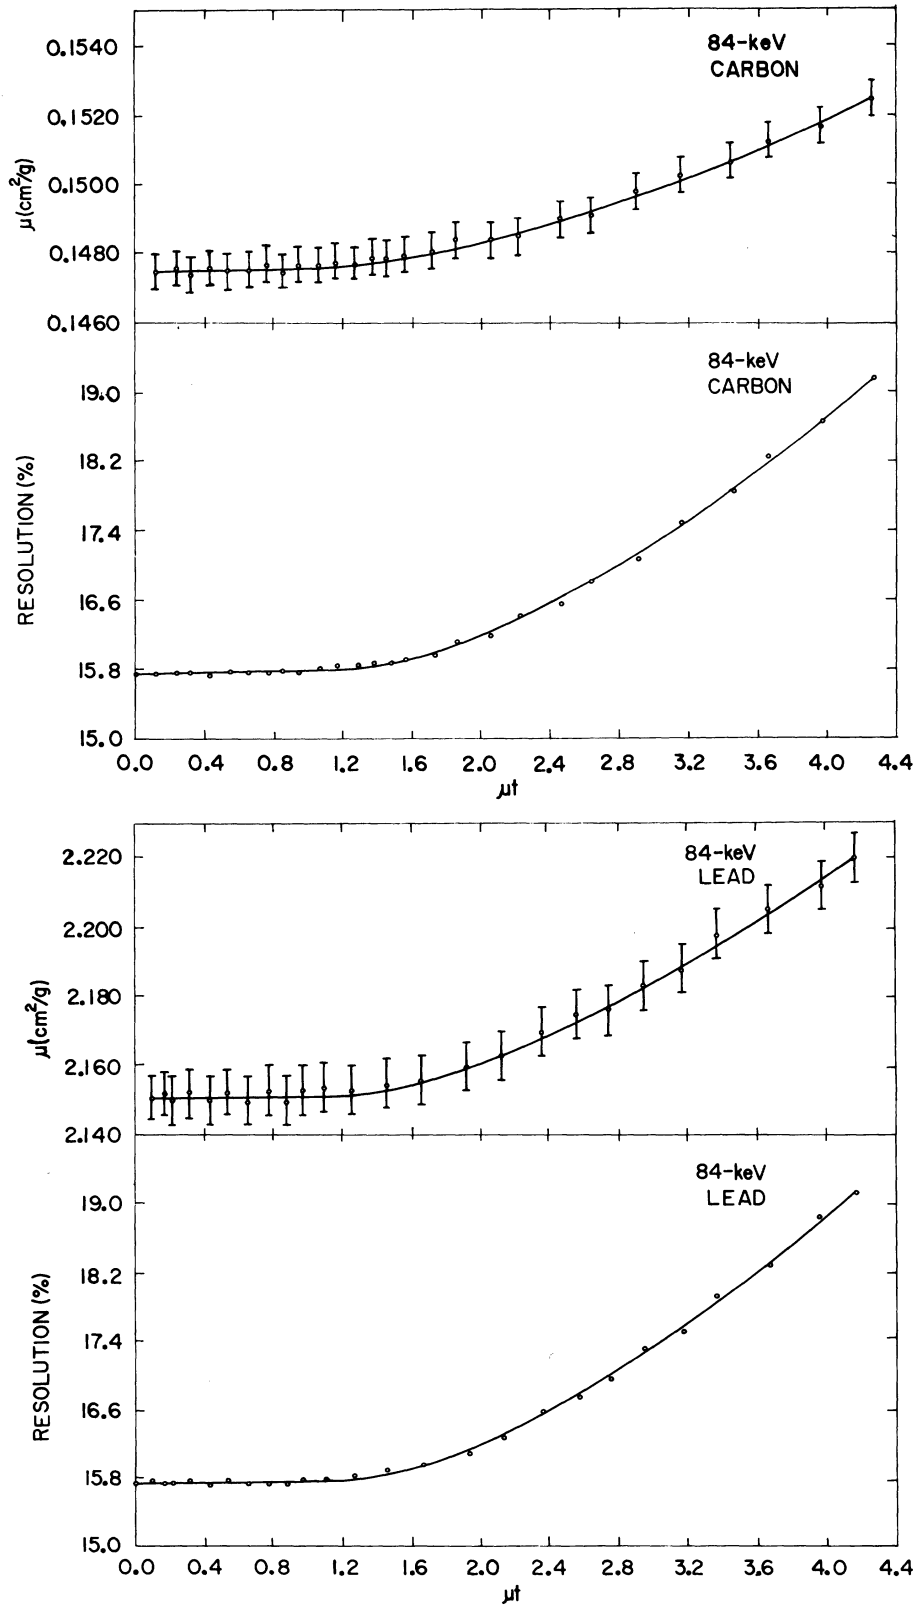 84-keV
CARBON
0.1540
0.1520
0.1500
0.1480
0.1460
μ(cm²/g)
84-keV
CARBON
19.0
18.2
17.4
16.6
15.8
15.0
RESOLUTION (%)
0.0 0.4 0.8 1.2 1.6 2.0 2.4 2.8 3.2 3.6 4.0 4.4
μt
84-keV
LEAD
2.220
2.200
2.180
2.160
2.140
μ(cm²/g)
84-keV
LEAD
19.0
18.2
17.4
16.6
15.8
15.0
RESOLUTION (%)
0.0 0.4 0.8 1.2 1.6 2.0 2.4 2.8 3.2 3.6 4.0 4.4
μt